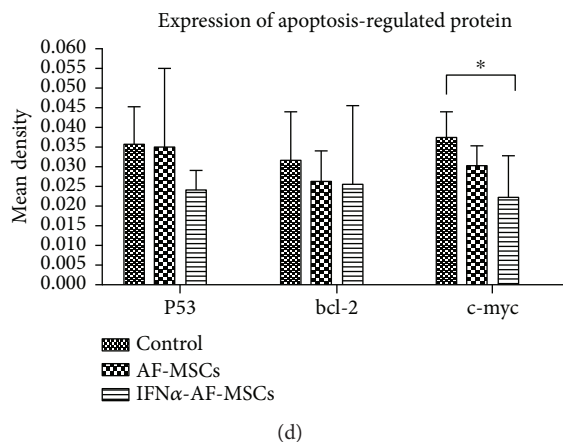 Expression of apoptosis-regulated protein
0.060
0.055
0.050
0.045
0.040
0.035
0.030
0.025
0.020
0.015
0.010
0.005
0.000
Mean density
*
P53 bcl-2 c-myc
Control
AF-MSCs
IFNα-AF-MSCs
(d)